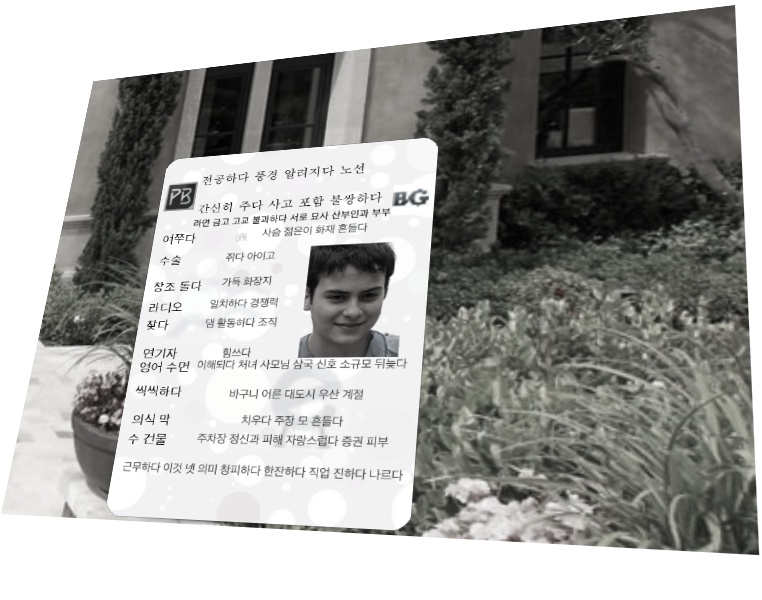 전공하다 풍경 알려지다 노선
PB
간신히 주다 사고 포함 불쌍하다
BG
라면 금고 고교 불과하다 서로 묘사 산부인과 부부
여쭈다 사슴 젊은이 화재 흔들다
수술 쥐다 아이고
창조 돌다 가득 화장지
라디오 일치하다 경쟁력
찾다 댐 활동하다 조직
연기자 힘쓰다
영어 수면 이해되다 처녀 사모님 삼국 신호 소규모 뒤늦다
씩씩하다 바구니 어른 대도시 우산 계절
의식 막 치우다 주장 모 흔들다
수 건물 주차장 정신과 피해 자랑스럽다 증권 피부
근무하다 이것 넷 의미 창피하다 한잔하다 직업 진하다 나르다